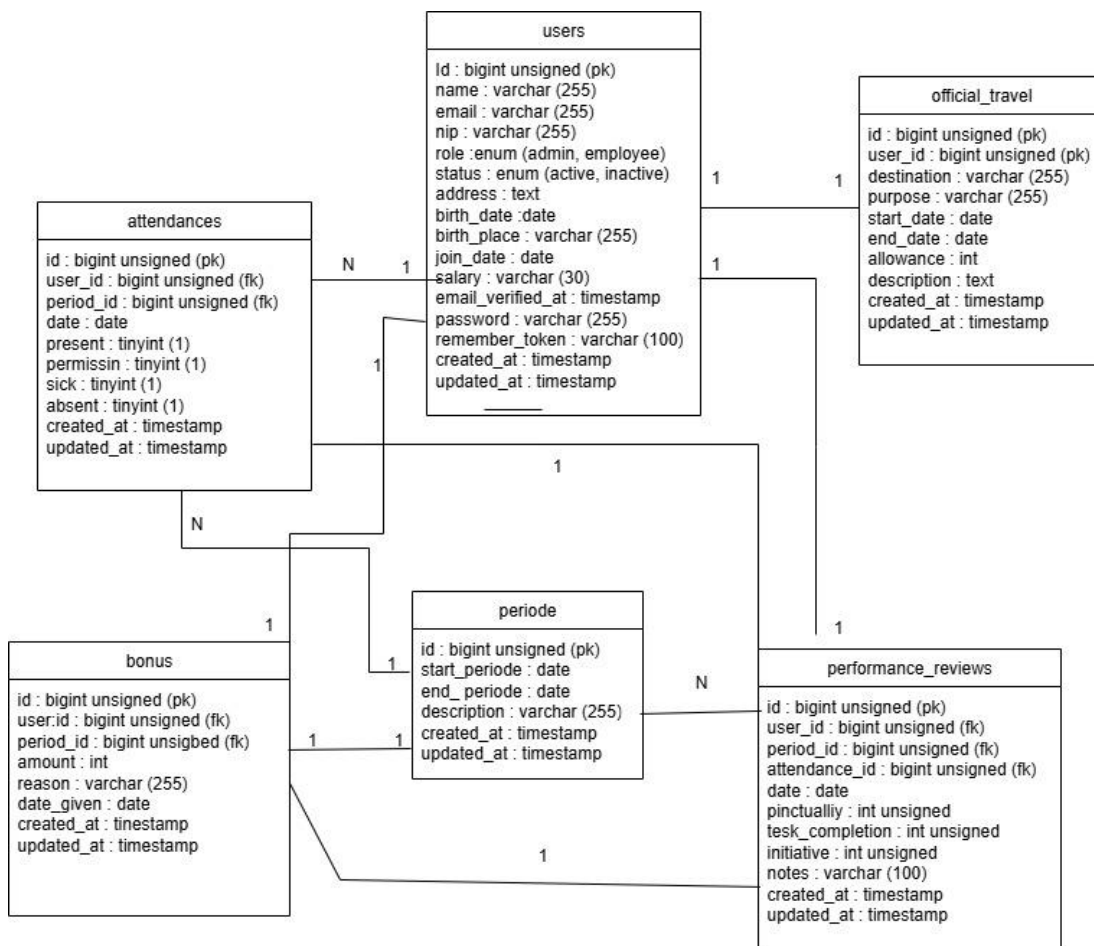 users
Id : bigint unsigned (pk)
name : varchar (255)
email : varchar (255)
nip : varchar (255)
role :enum (admin, employee)
status : enum (active, inactive)
address : text
birth_date :date
birth_place : varchar (255)
join_date : date
salary : varchar (30)
email_verified_at : timestamp
password : varchar (255)
remember_token : varchar (100)
created_at : timestamp
updated_at : timestamp
official_travel
id : bigint unsigned (pk)
user_id : bigint unsigned (pk)
destination : varchar (255)
purpose : varchar (255)
start_date : date
end_date : date
allowance : int
description : text
created_at : timestamp
updated_at : timestamp
1
1
attendances
id : bigint unsigned (pk)
user_id : bigint unsigned (fk)
period_id : bigint unsigned (fk)
date : date
present : tinyint (1)
permissin : tinyint (1)
sick : tinyint (1)
absent : tinyint (1)
created_at : timestamp
updated_at : timestamp
N
1
1
1
1
N
periode
id : bigint unsigned (pk)
start_periode : date
end_ periode : date
description : varchar (255)
created_at : timestamp
updated_at : timestamp
1
1
1
N
1
bonus
id : bigint unsigned (pk)
user:id : bigint unsigned (fk)
period_id : bigint unsigbed (fk)
amount : int
reason : varchar (255)
date_given : date
created_at : tinestamp
updated_at : timestamp
1
1
1
performance_reviews
id : bigint unsigned (pk)
user_id : bigint unsigned (fk)
period_id : bigint unsigned (fk)
attendance_id : bigint unsigned (fk)
date : date
pinctualliy : int unsigned
tesk_completion : int unsigned
initiative : int unsigned
notes : varchar (100)
created_at : timestamp
updated_at : timestamp